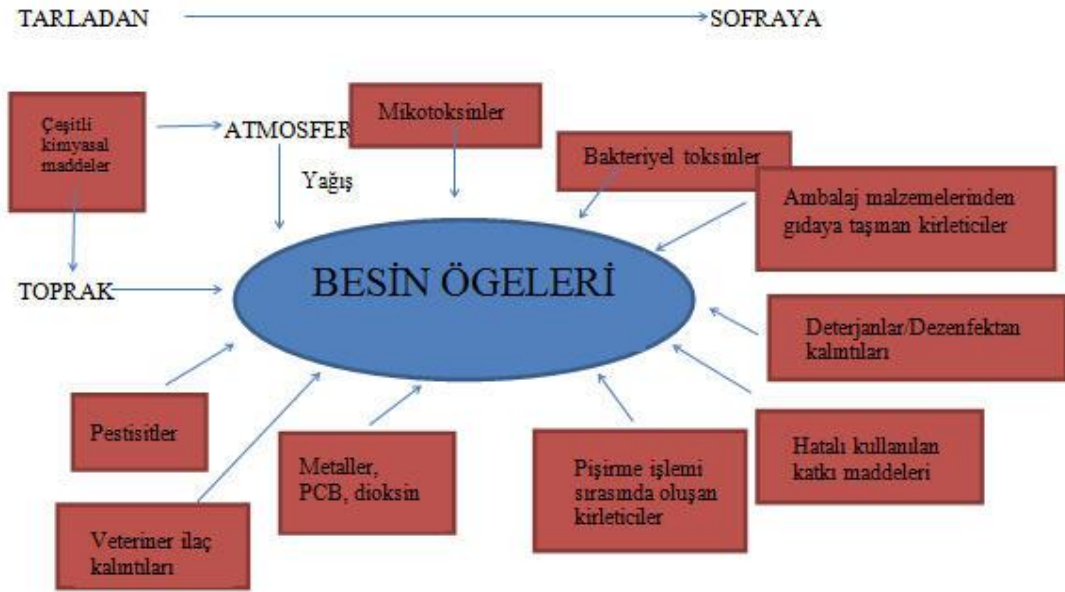 TARLADAN
SOFRAYA
Çeşitli
kimyasal
maddeler
ATMOSFER
Mikotoksinler
Bakteriyel toksinler
Yağış
Ambalaj malzemelerinden
gıdaya taşınan kirleticiler
TOPRAK
BESİN ÖGELERİ
Deterjanlar/Dezenfektan
kalıntıları
Pestisitler
Metaller,
PCB, dioksin
Pişirme işlemi
sırasında oluşan
kirleticiler
Hatalı kullanılan
katkı maddeleri
Veteriner ilaç
kalıntıları